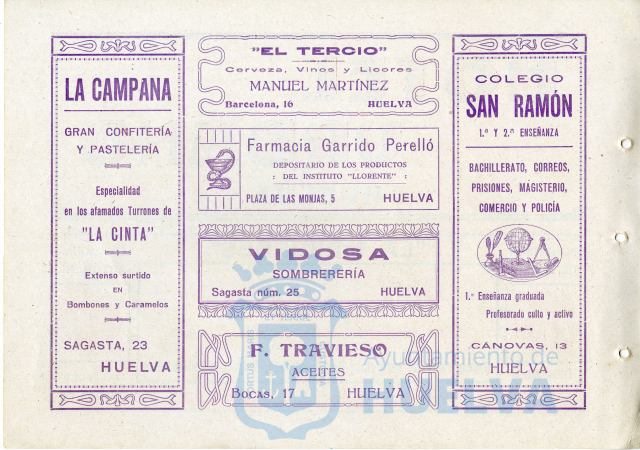 LA CAMPANA
GRAN CONFITERÍA
Y PASTELERÍA
Especialidad
en los afamados Turrones de
"LA CINTA"
Extenso surtido
EN
Bombones y Caramelos
SAGASTA, 23
HUELVA
"EL TERCIO"
Cerveza, Vinos y Licores
MANUEL MARTÍNEZ
Barcelona, 16 HUELVA
Farmacia Garrido Perelló
DEPOSITARIO DE LOS PRODUCTOS
: DEL INSTITUTO "LLORENTE" :
PLAZA DE LAS MONJAS, 5 HUELVA
VIDOSA
SOMBRERERÍA
Sagasta núm. 25 HUELVA
F. TRAVIESO
ACEITES
Bocas, 17 HUELVA
COLEGIO
SAN RAMÓN
1.ª Y 2.ª ENSEÑANZA
BACHILLERATO, CORREOS,
PRISIONES, MAGISTERIO,
COMERCIO Y POLICÍA
1.ª Enseñanza graduada
Profesorado culto y activo
CANOVAS, 13
HUELVA
Ayuntamiento de
HUELVA